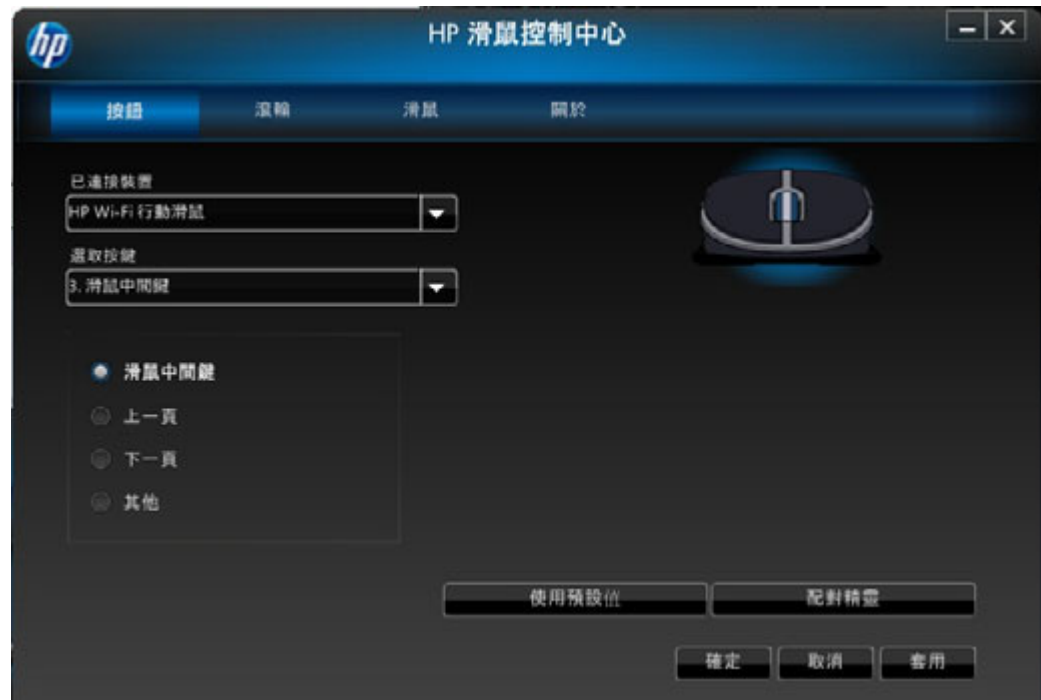 hp
HP 滑鼠控制中心
按鈕 滾輪 滑鼠 關於
已連接裝置
HP Wi-Fi 行動滑鼠
選取按鍵
3. 滑鼠中間鍵
滑鼠中間鍵
上一頁
下一頁
其他
使用預設值 配對精靈
確定 取消 套用